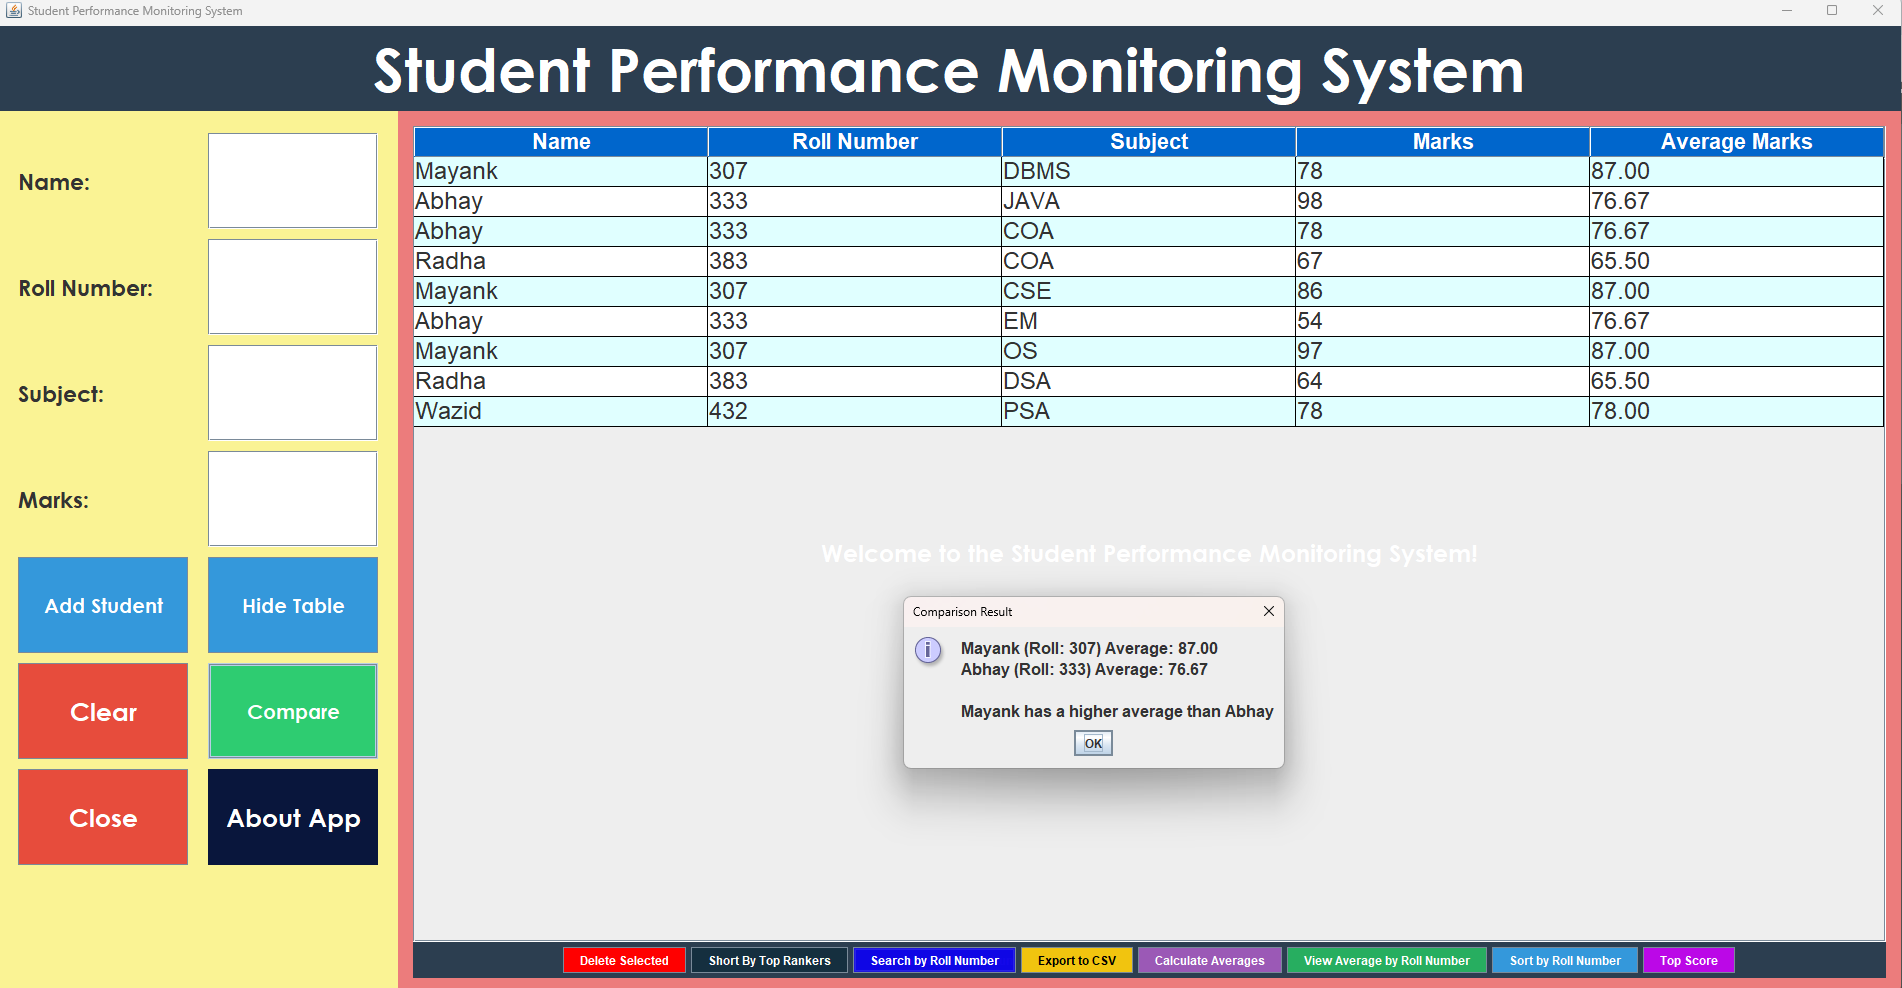 Student Performance Monitoring System
Student Performance Monitoring System
Name:
Roll Number:
Subject:
Marks:
Add Student Hide Table
Clear Compare
Close About App
Name Roll Number Subject Marks Average Marks
Mayank 307 DBMS 78 87.00
Abhay 333 JAVA 98 76.67
Abhay 333 COA 78 76.67
Radha 383 COA 67 65.50
Mayank 307 CSE 86 87.00
Abhay 333 EM 54 76.67
Mayank 307 OS 97 87.00
Radha 383 DSA 64 65.50
Wazid 432 PSA 78 78.00
Welcome to the Student Performance Monitoring System!
Comparison Result
Mayank (Roll: 307) Average: 87.00
Abhay (Roll: 333) Average: 76.67
Mayank has a higher average than Abhay
OK
Delete Selected Short By Top Rankers Search by Roll Number Export to CSV Calculate Averages View Average by Roll Number Sort by Roll Number Top Score